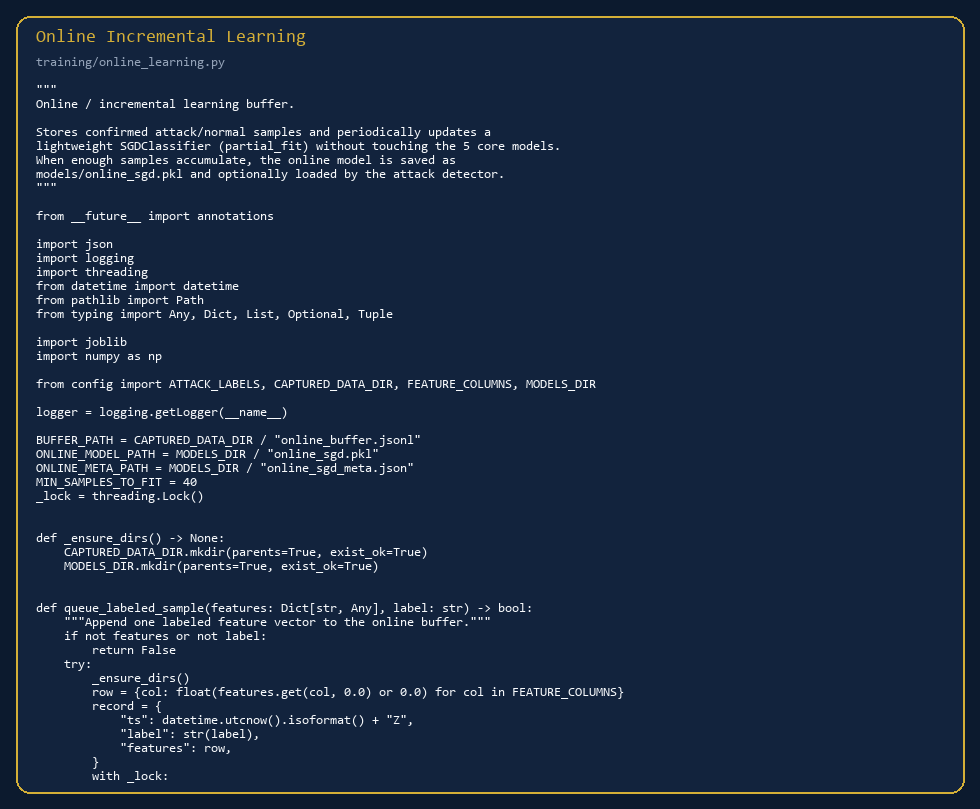 Online Incremental Learning
training/online_learning.py
"""
Online / incremental learning buffer.

Stores confirmed attack/normal samples and periodically updates a
lightweight SGDClassifier (partial_fit) without touching the 5 core models.
When enough samples accumulate, the online model is saved as
models/online_sgd.pkl and optionally loaded by the attack detector.
"""

from __future__ import annotations

import json
import logging
import threading
from datetime import datetime
from pathlib import Path
from typing import Any, Dict, List, Optional, Tuple

import joblib
import numpy as np

from config import ATTACK_LABELS, CAPTURED_DATA_DIR, FEATURE_COLUMNS, MODELS_DIR

logger = logging.getLogger(__name__)

BUFFER_PATH = CAPTURED_DATA_DIR / "online_buffer.jsonl"
ONLINE_MODEL_PATH = MODELS_DIR / "online_sgd.pkl"
ONLINE_META_PATH = MODELS_DIR / "online_sgd_meta.json"
MIN_SAMPLES_TO_FIT = 40
_lock = threading.Lock()


def _ensure_dirs() -> None:
    CAPTURED_DATA_DIR.mkdir(parents=True, exist_ok=True)
    MODELS_DIR.mkdir(parents=True, exist_ok=True)


def queue_labeled_sample(features: Dict[str, Any], label: str) -> bool:
    """Append one labeled feature vector to the online buffer."""
    if not features or not label:
        return False
    try:
        _ensure_dirs()
        row = {col: float(features.get(col, 0.0) or 0.0) for col in FEATURE_COLUMNS}
        record = {
            "ts": datetime.utcnow().isoformat() + "Z",
            "label": str(label),
            "features": row,
        }
        with _lock: